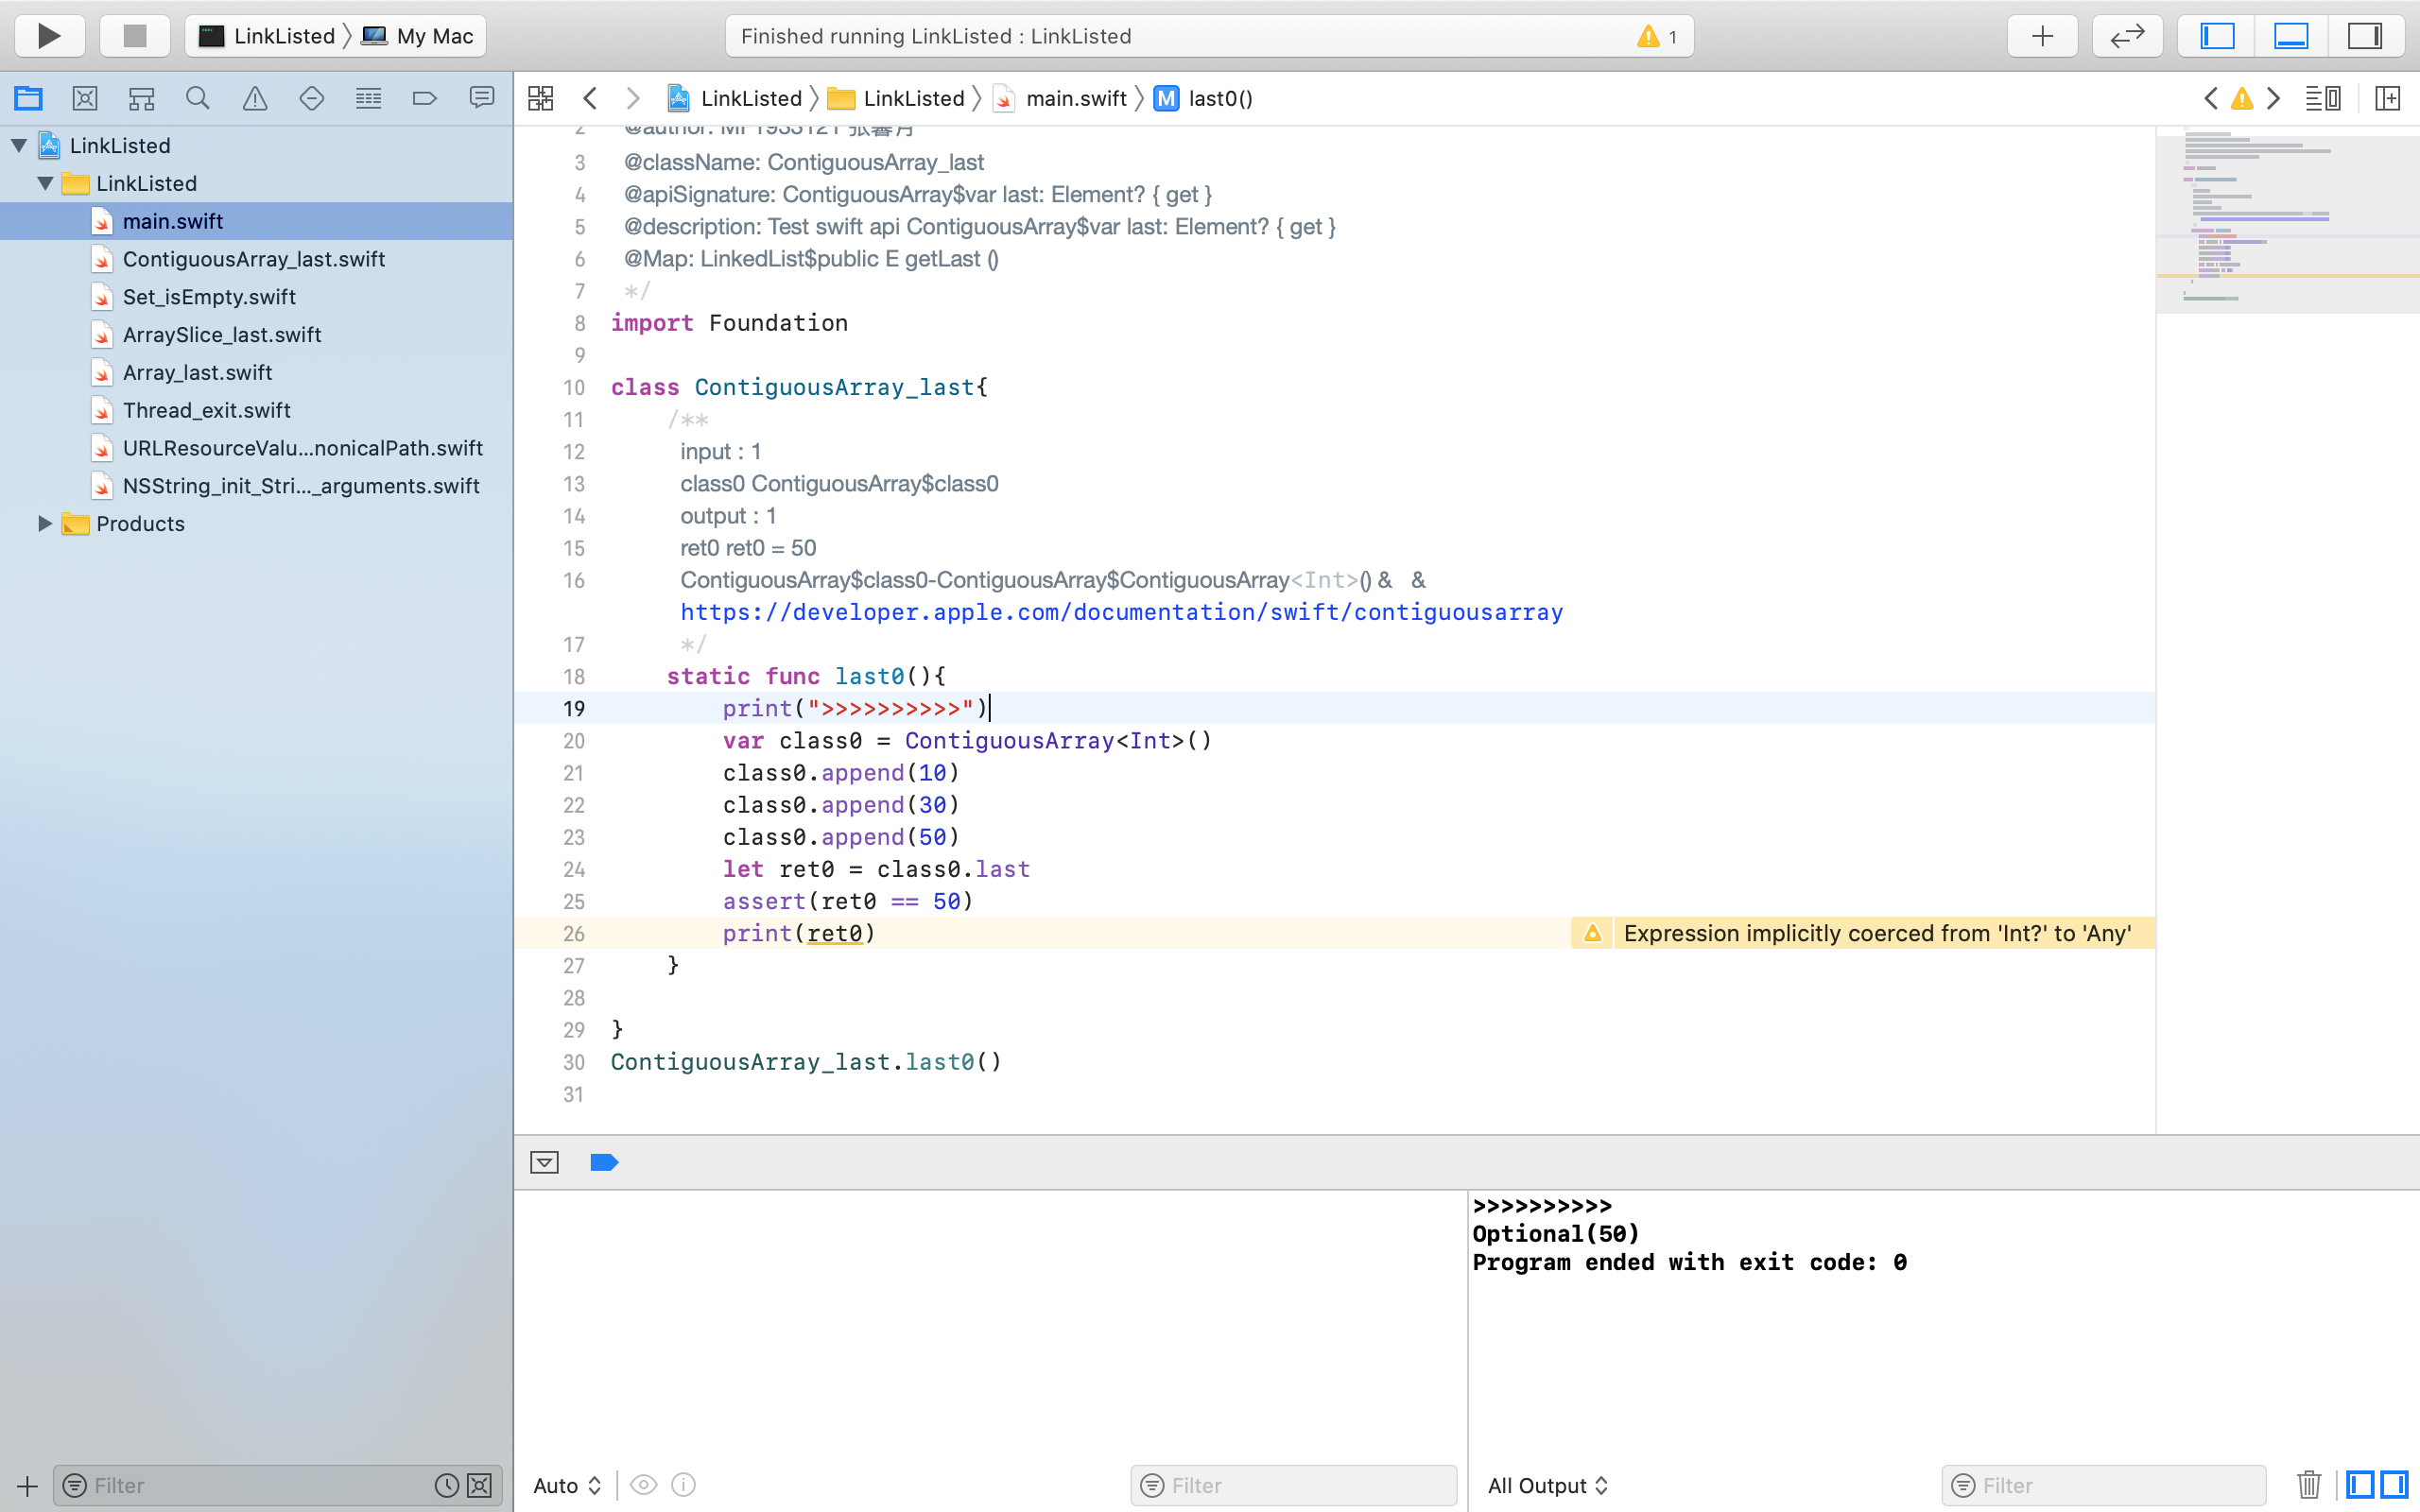 LinkListed
My Mac
Finished running LinkListed : LinkListed
1
LinkListed
LinkListed
main.swift
M
last0()
LinkListed
LinkListed
main.swift
ContiguousArray_last.swift
Set_isEmpty.swift
ArraySlice_last.swift
Array_last.swift
Thread_exit.swift
URLResourceValu...nonicalPath.swift
NSString_init_Stri..._arguments.swift
Products
Filter
2 @author: MF1933121
3 @className: ContiguousArray_last
4 @apiSignature: ContiguousArray$var last: Element? { get }
5 @description: Test swift api ContiguousArray$var last: Element? { get }
6 @Map: LinkedList$public E getLast ()
7 */
8 import Foundation
9
10 class ContiguousArray_last{
11 /**
12 input : 1
13 class0 ContiguousArray$class0
14 output : 1
15 ret0 ret0 = 50
16 ContiguousArray$class0-ContiguousArray$ContiguousArray<Int>() & &
https://developer.apple.com/documentation/swift/contiguousarray
17 */
18 static func last0(){
19 print(">>>>>>>>>>")
20 var class0 = ContiguousArray<Int>()
21 class0.append(10)
22 class0.append(30)
23 class0.append(50)
24 let ret0 = class0.last
25 assert(ret0 == 50)
26 print(ret0) Expression implicitly coerced from 'Int?' to 'Any'
27 }
28
29 }
30 ContiguousArray_last.last0()
31
>>>>>>>>>>
Optional(50)
Program ended with exit code: 0
Auto
Filter
All Output
Filter